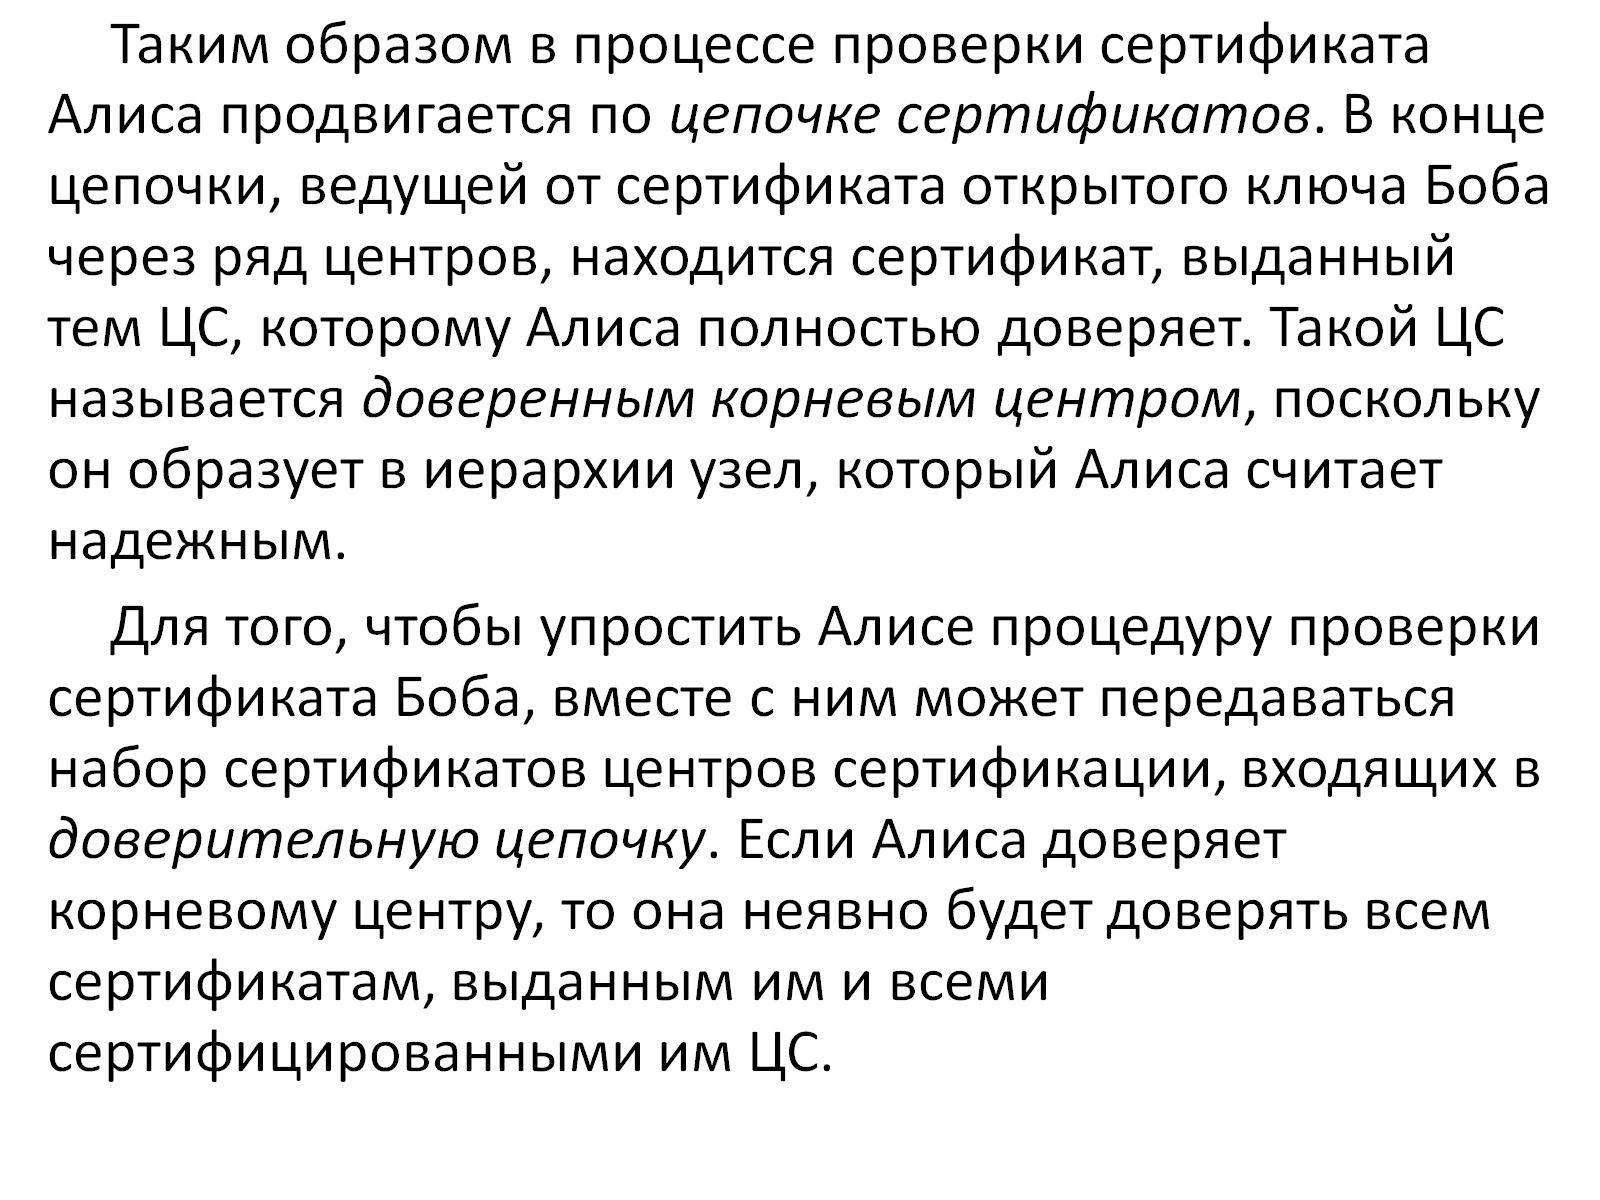 Таким образом в процессе проверки сертификата
Алиса продвигается по цепочке сертификатов. В конце
цепочки, ведущей от сертификата открытого ключа Боба
через ряд центров, находится сертификат, выданный
тем ЦС, которому Алиса полностью доверяет. Такой ЦС
называется доверенным корневым центром, поскольку
он образует в иерархии узел, который Алиса считает
надежным.
Для того, чтобы упростить Алисе процедуру проверки
сертификата Боба, вместе с ним может передаваться
набор сертификатов центров сертификации, входящих в
доверительную цепочку. Если Алиса доверяет
корневому центру, то она неявно будет доверять всем
сертификатам, выданным им и всеми
сертифицированными им ЦС.